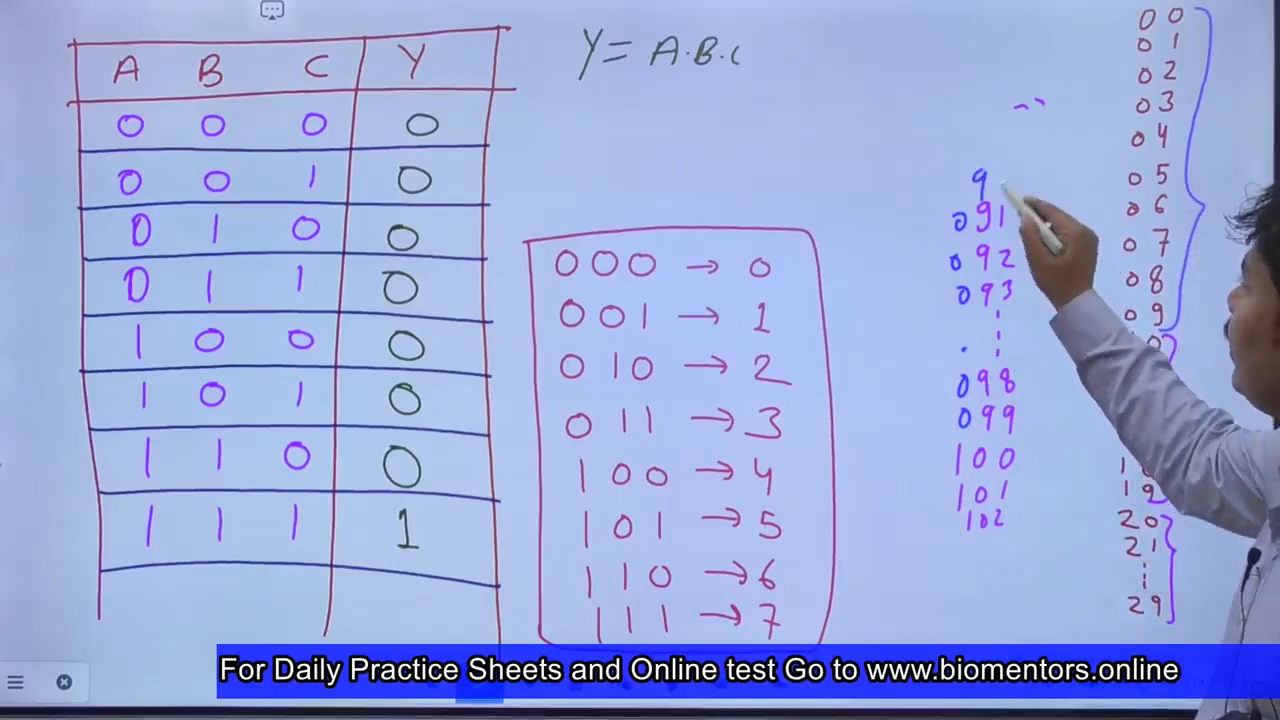 A B C Y
0 0 0 0
0 0 1 0
0 1 0 0
0 1 1 0
1 0 0 0
1 0 1 0
1 1 0 0
1 1 1 1
Y = A.B.C
000 → 0
001 → 1
010 → 2
011 → 3
100 → 4
101 → 5
110 → 6
111 → 7
9
091
092
093
098
099
100
101
102
00
01
02
03
04
05
06
07
08
09
19
20
21
29
For Daily Practice Sheets and Online test Go to www.biomentors.online